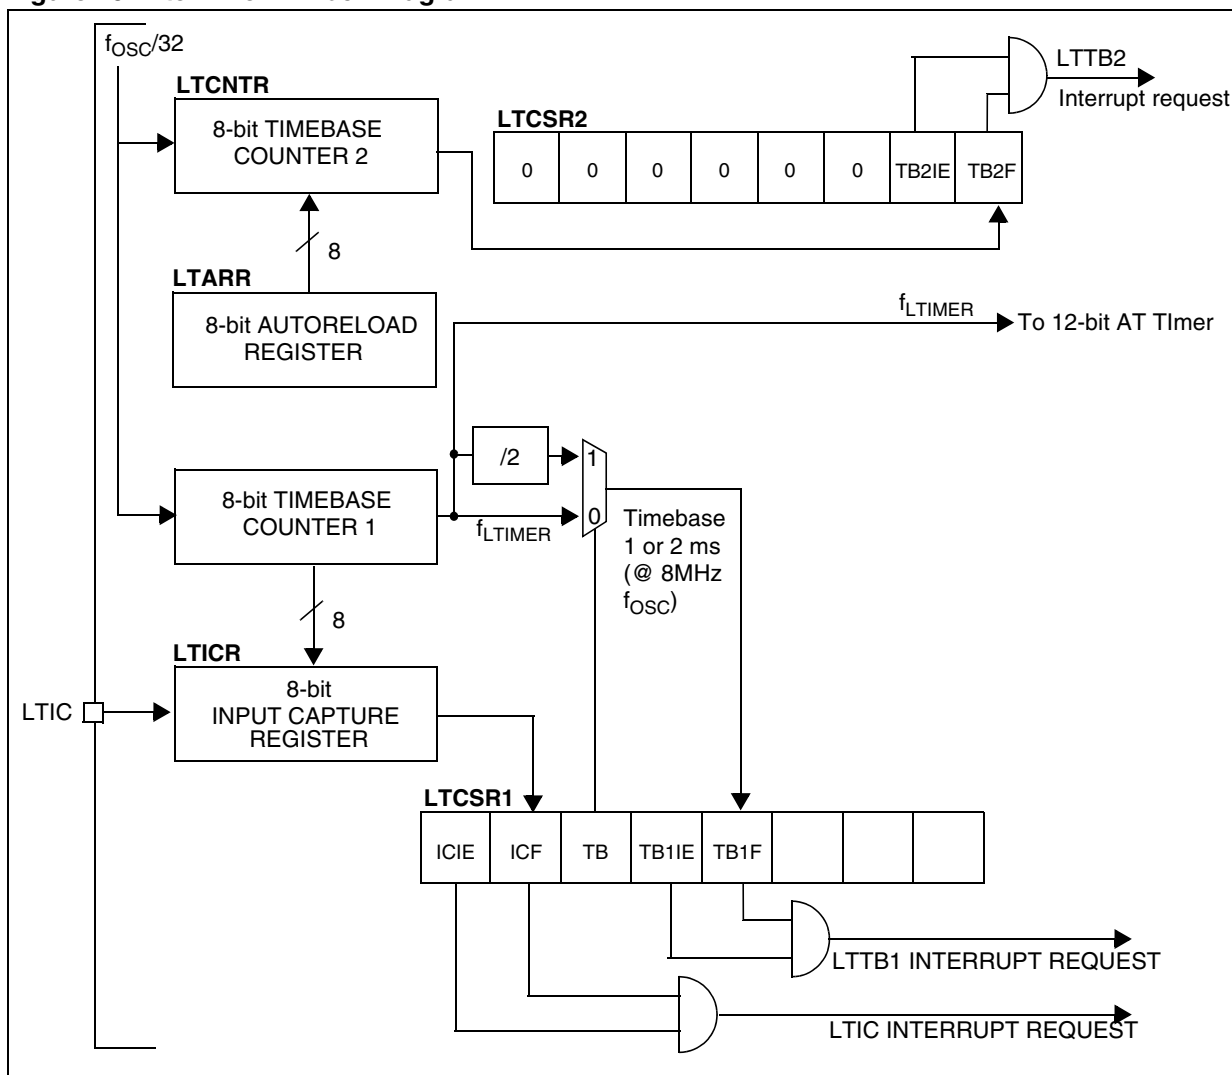 fOSC/32
LTTB2
Interrupt request
LTCNTR
8-bit TIMEBASE
COUNTER 2
LTCSR2
0 0 0 0 0 0 TB2IE TB2F
8
LTARR
8-bit AUTORELOAD
REGISTER
fLTIMER
To 12-bit AT TImer
/2
1
8-bit TIMEBASE
COUNTER 1
fLTIMER
0
Timebase
1 or 2 ms
(@ 8MHz
fOSC)
8
LTICR
LTIC
8-bit
INPUT CAPTURE
REGISTER
LTCSR1
ICIE ICF TB TB1IE TB1F
LTTB1 INTERRUPT REQUEST
LTIC INTERRUPT REQUEST